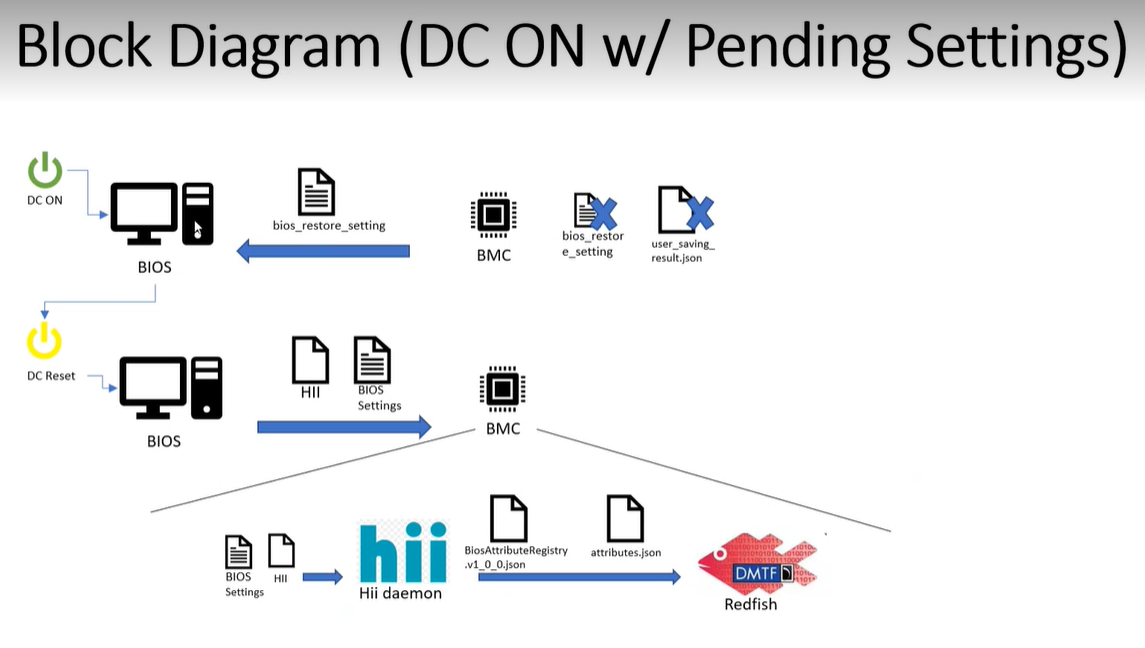 Block Diagram (DC ON w/ Pending Settings)
DC ON
BIOS
bios_restore_setting
BMC
bios_restor
e_setting
user_saving_
result.json
DC Reset
BIOS
HII
BIOS
Settings
BMC
BIOS
Settings
HII
hii
Hii daemon
BiosAttributeRegistry
.v1_0_0.json
attributes.json
DMTF
Redfish